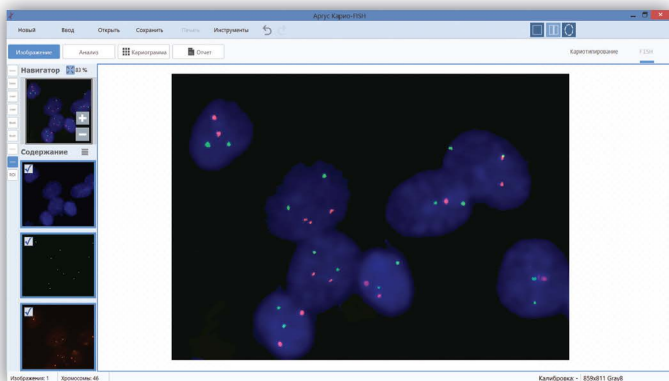 Аргус Карио-FISH
Новый Ввод Открыть Сохранить Печать Инструменты
Изображение Анализ Кариограмма Отчет Кариотипирование FISH
Навигатор 83 %
Содержание
Изображение: 1 Хромосомы: 46 Калибровка: - 859x811 Gray8